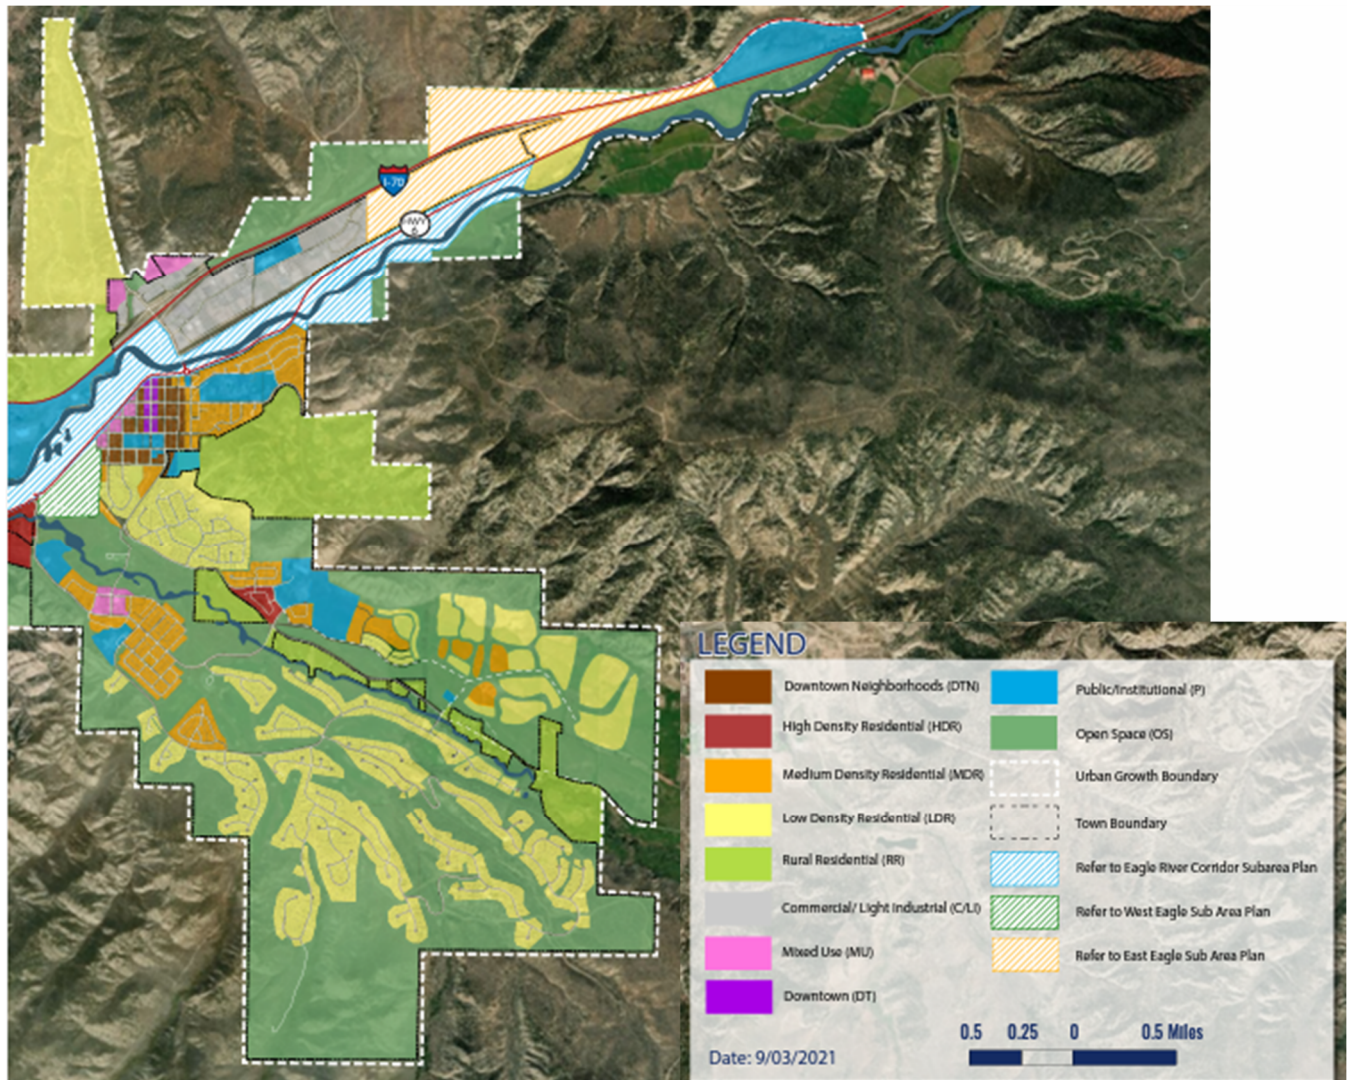 I-70
HWY
6
LEGEND
Downtown Neighborhoods (DTN)
High Density Residential (HDR)
Medium Density Residential (MDR)
Low Density Residential (LDR)
Rural Residential (RR)
Commercial/ Light Industrial (C/LI)
Mixed Use (MU)
Downtown (DT)
Public/Institutional (P)
Open Space (OS)
Urban Growth Boundary
Town Boundary
Refer to Eagle River Corridor Subarea Plan
Refer to West Eagle Sub Area Plan
Refer to East Eagle Sub Area Plan
0.5 0.25 0 0.5 Miles
Date: 9/03/2021